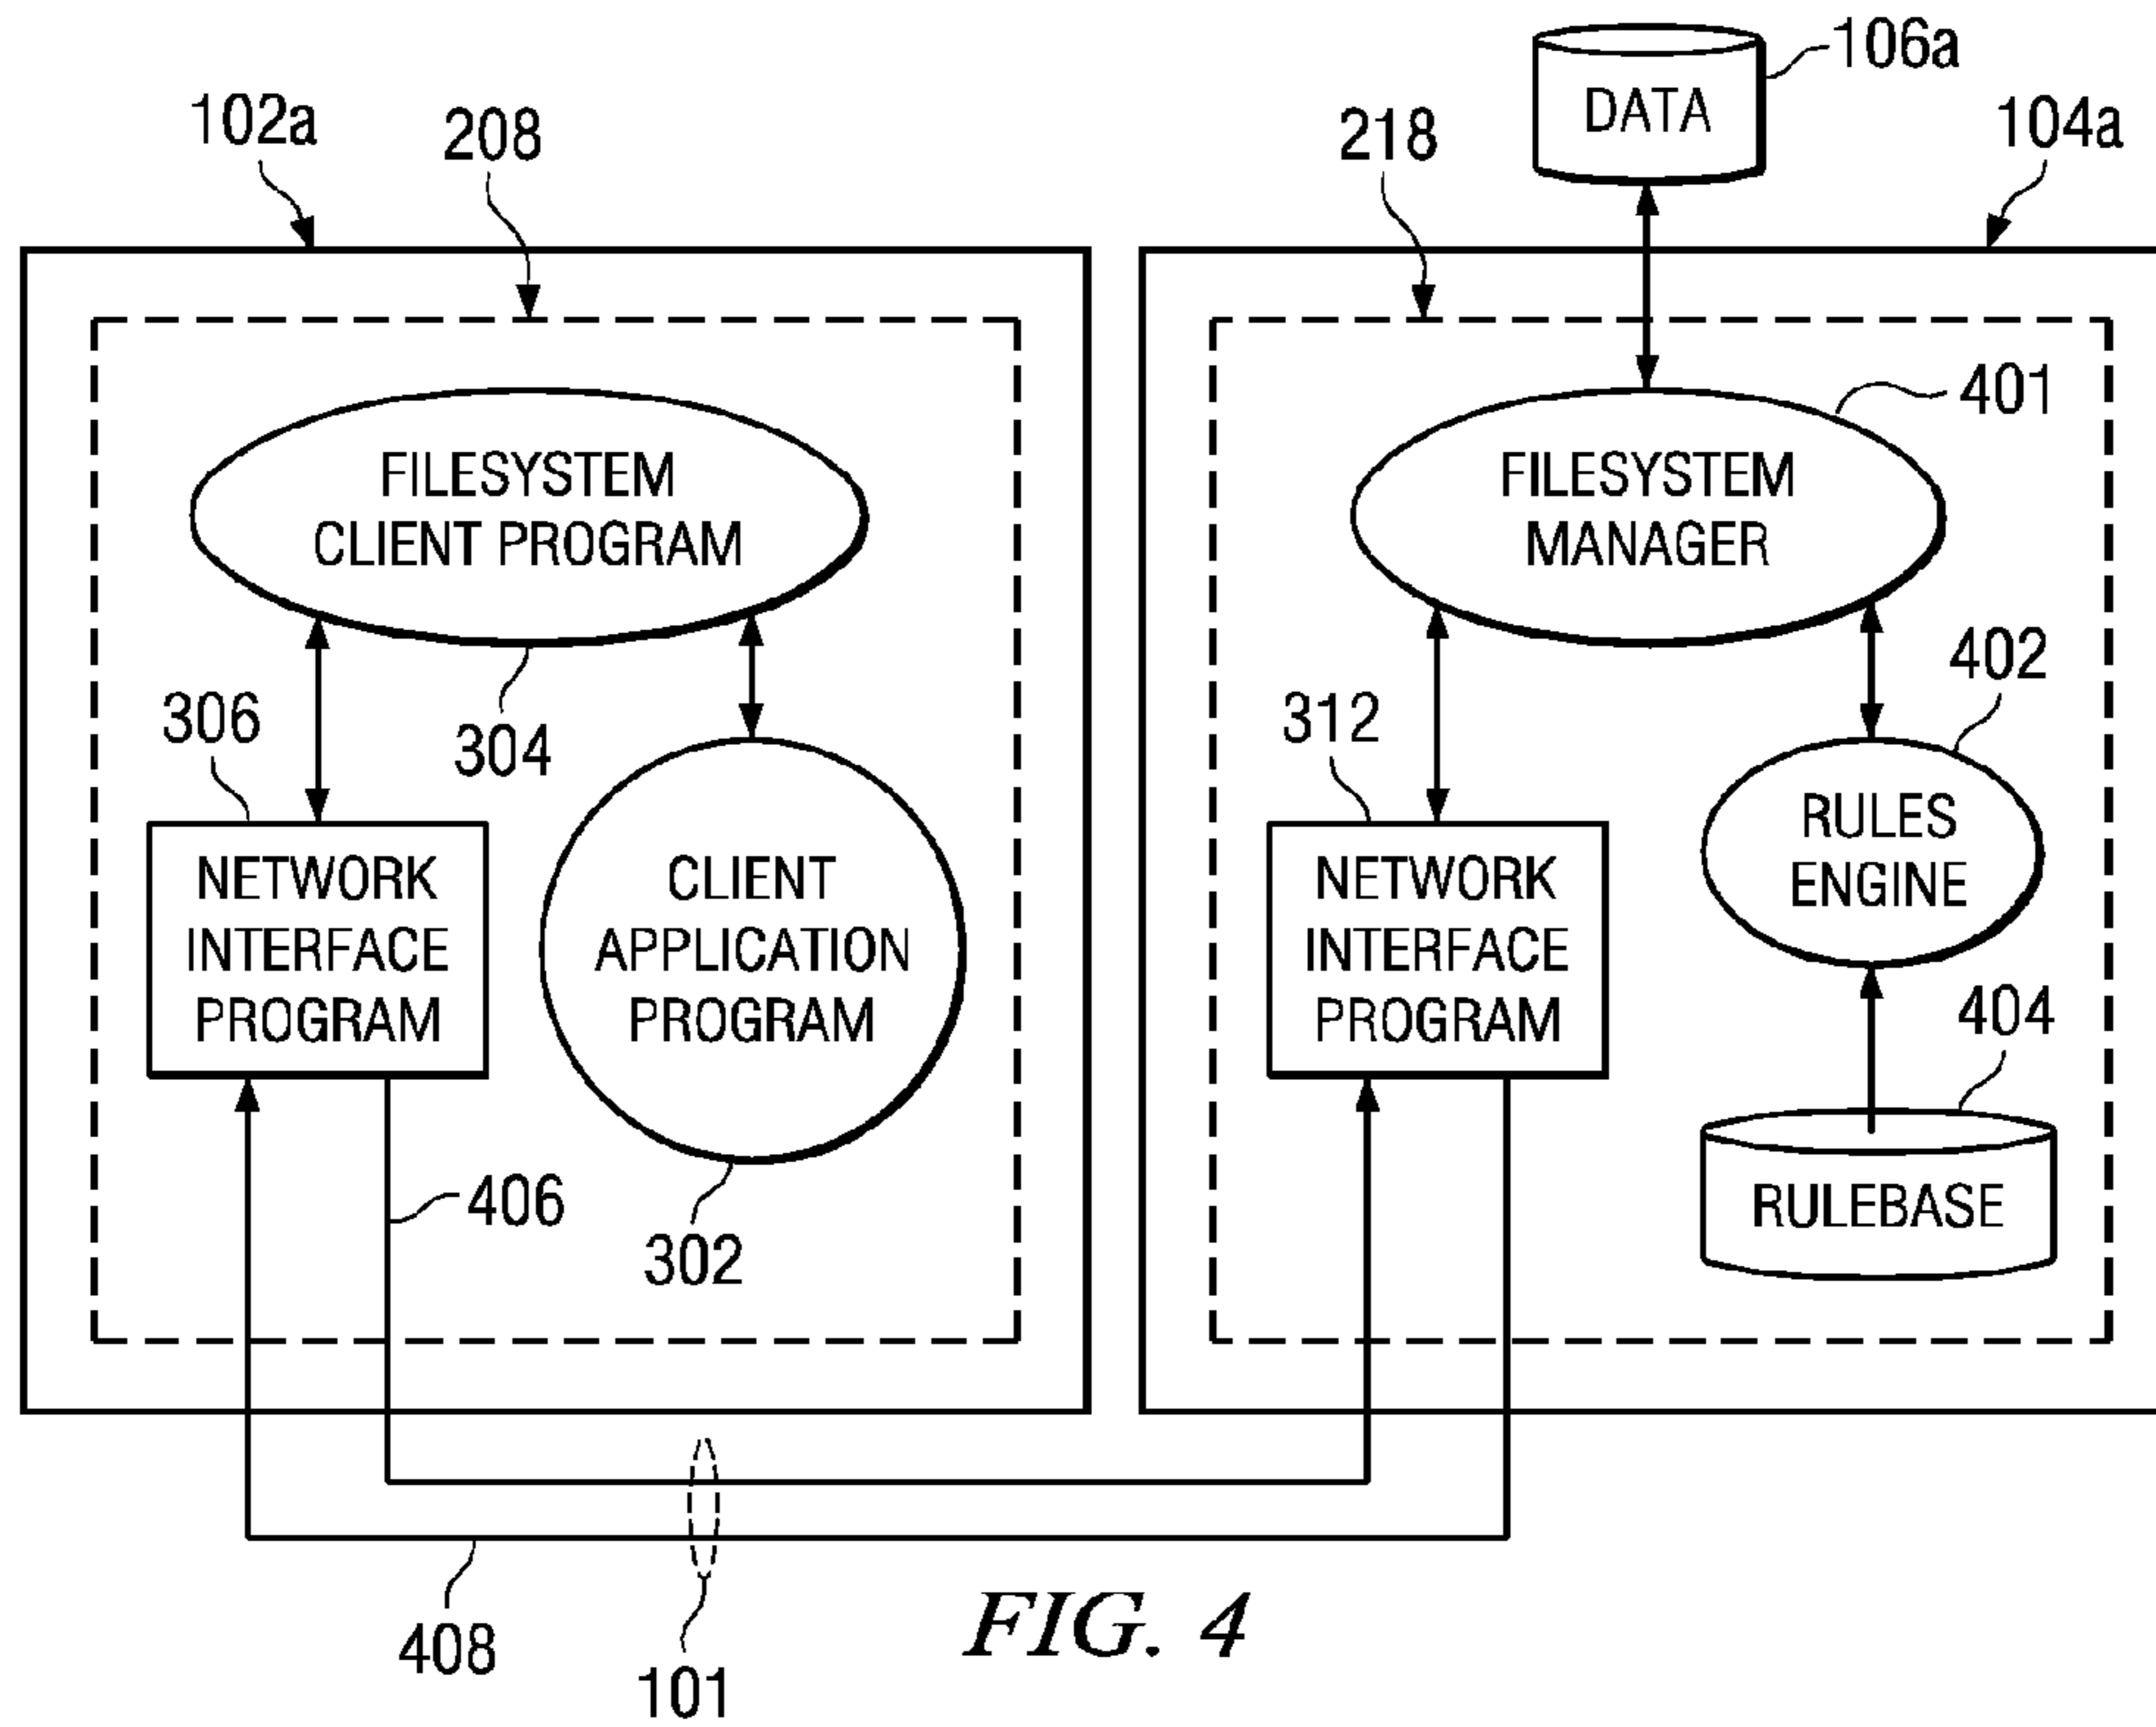 106a
DATA
102a
208
218
104a
401
FILESYSTEM
CLIENT PROGRAM
FILESYSTEM
MANAGER
402
306
304
312
RULES
ENGINE
NETWORK
INTERFACE
PROGRAM
CLIENT
APPLICATION
PROGRAM
NETWORK
INTERFACE
PROGRAM
404
406
302
RULEBASE
408
101
FIG. 4